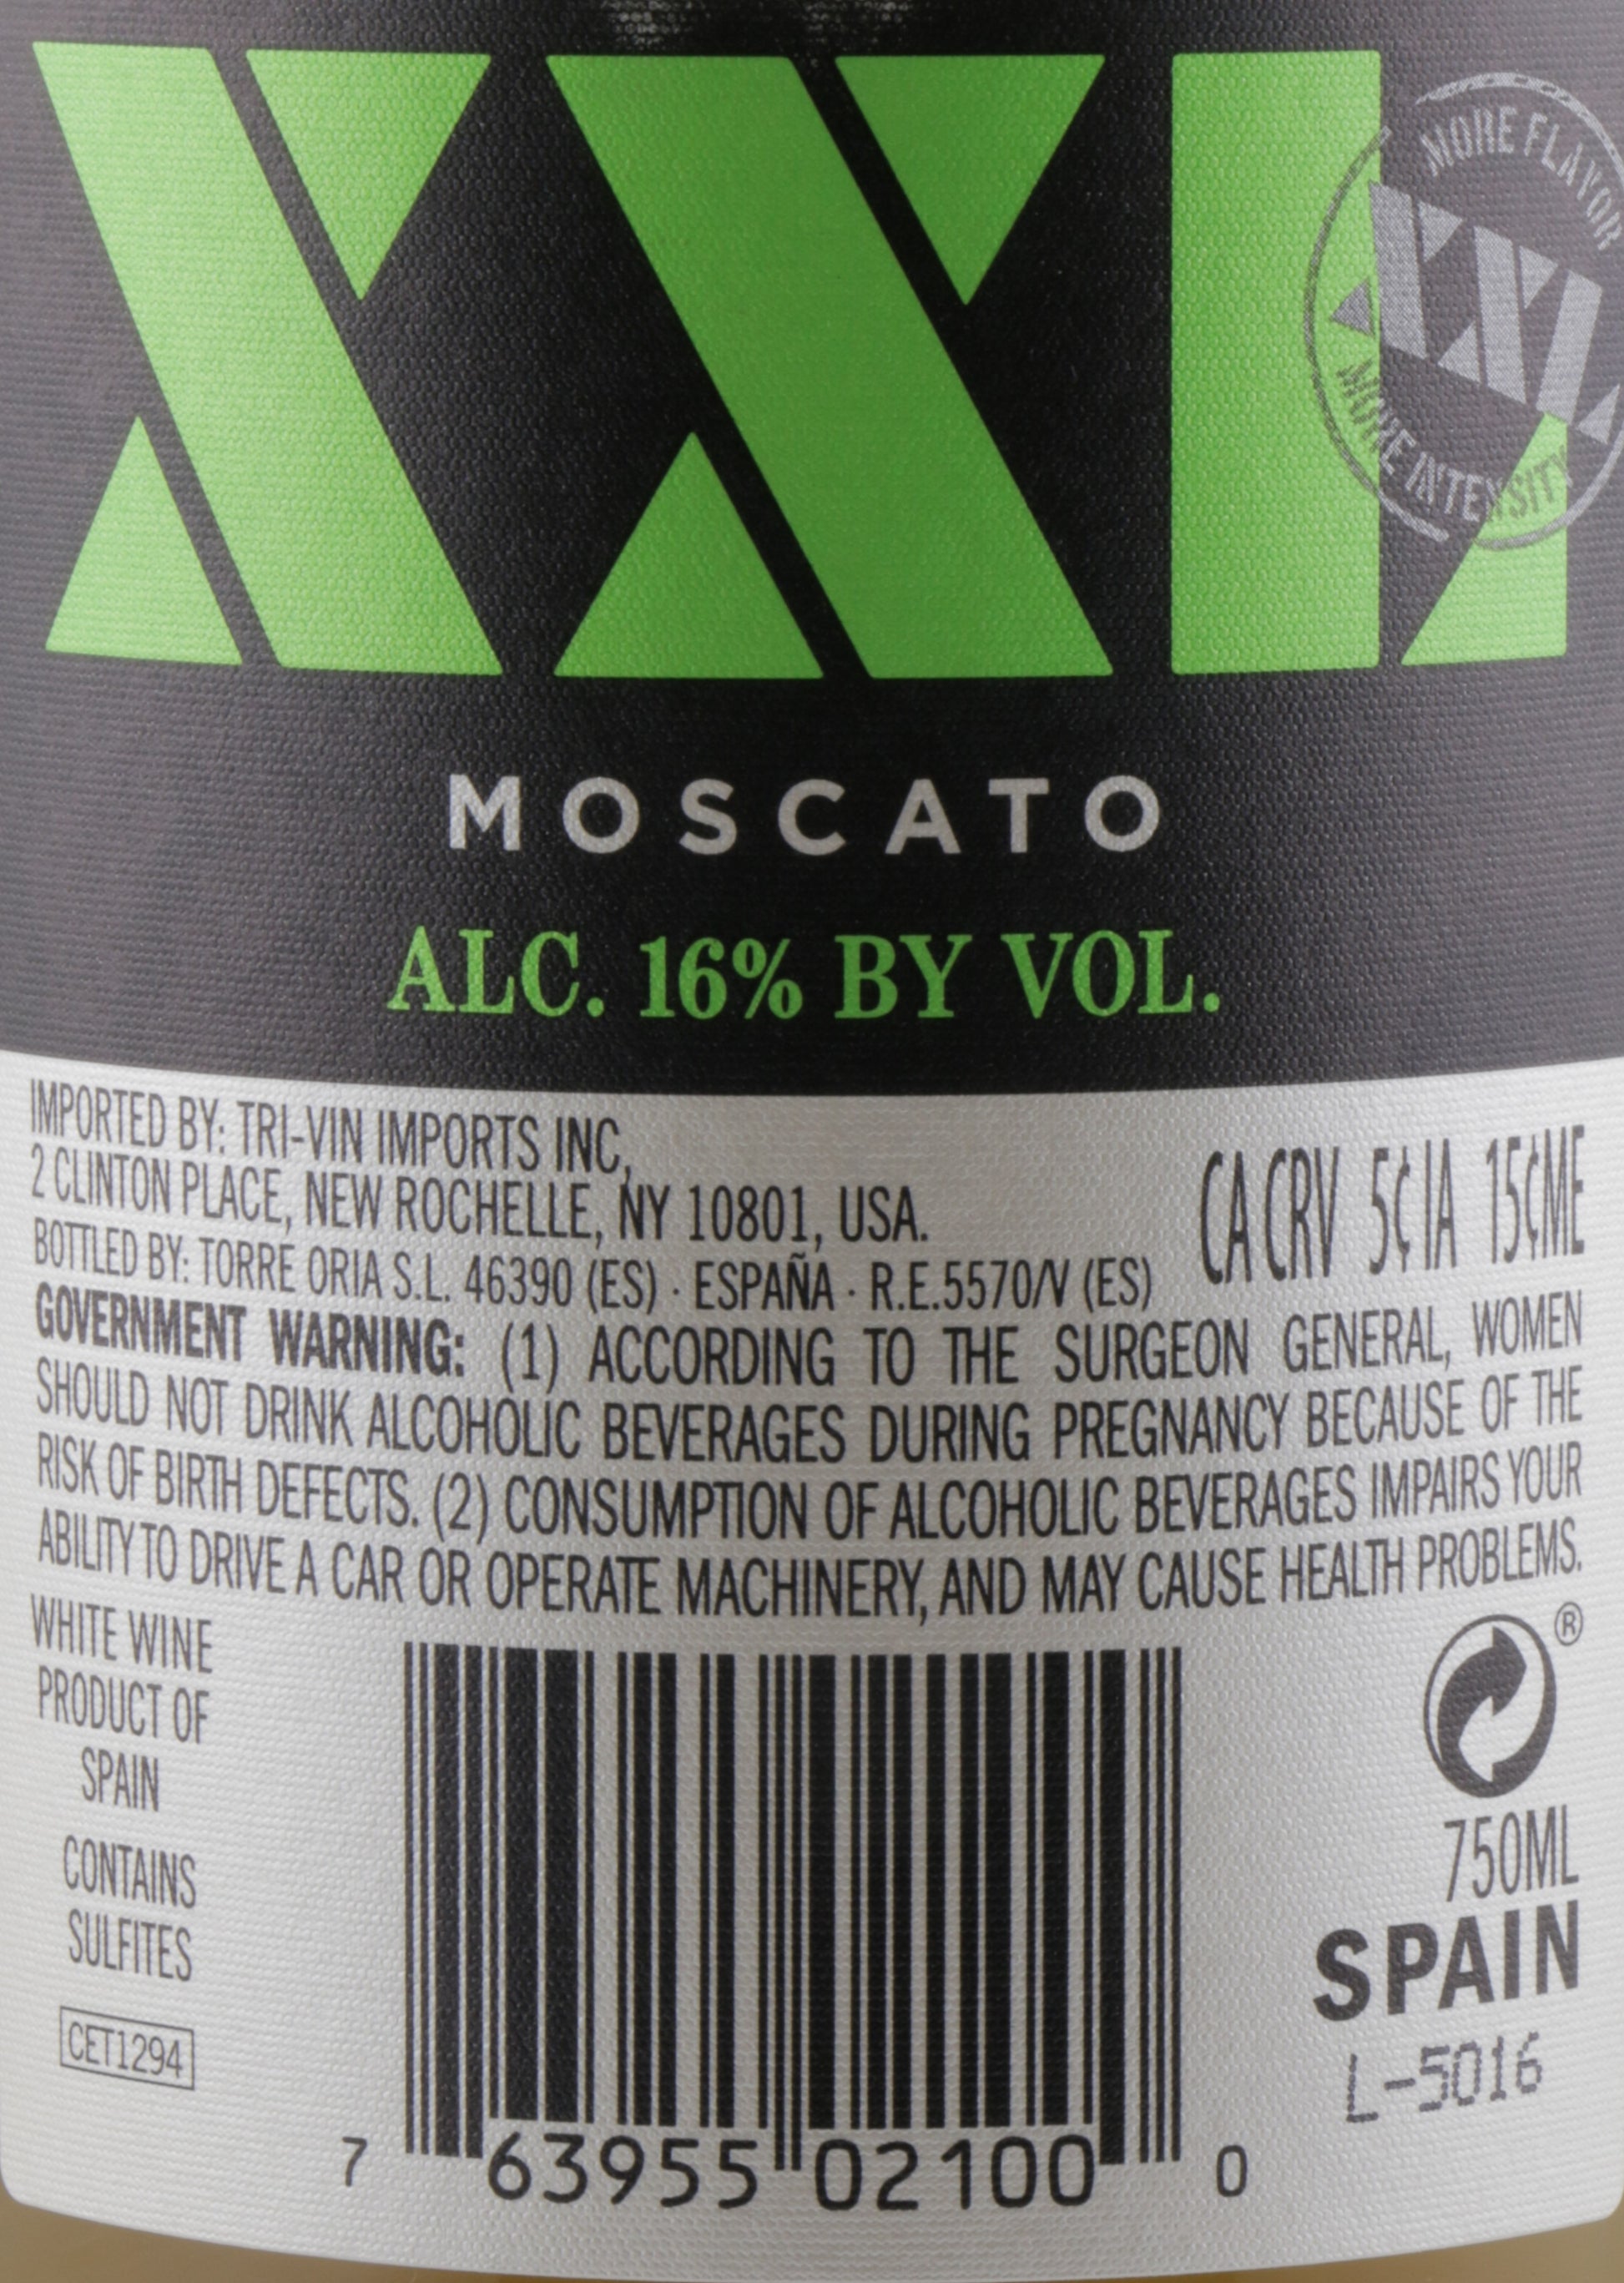 XXL
MORE FLAVOR
XXL
MORE INTENSITY
MOSCATO
ALC. 16% BY VOL.
IMPORTED BY: TRI-VIN IMPORTS INC,
2 CLINTON PLACE, NEW ROCHELLE, NY 10801, USA.
BOTTLED BY: TORRE ORIA S.L. 46390 (ES) · ESPAÑA · R.E.5570/V (ES)
CA CRV 5¢ IA 15¢ME
GOVERNMENT WARNING: (1) ACCORDING TO THE SURGEON GENERAL, WOMEN
SHOULD NOT DRINK ALCOHOLIC BEVERAGES DURING PREGNANCY BECAUSE OF THE
RISK OF BIRTH DEFECTS. (2) CONSUMPTION OF ALCOHOLIC BEVERAGES IMPAIRS YOUR
ABILITY TO DRIVE A CAR OR OPERATE MACHINERY, AND MAY CAUSE HEALTH PROBLEMS.
WHITE WINE
PRODUCT OF
SPAIN
CONTAINS
SULFITES
CET1294
7 63955 02100 0
®
750ML
SPAIN
L-5016